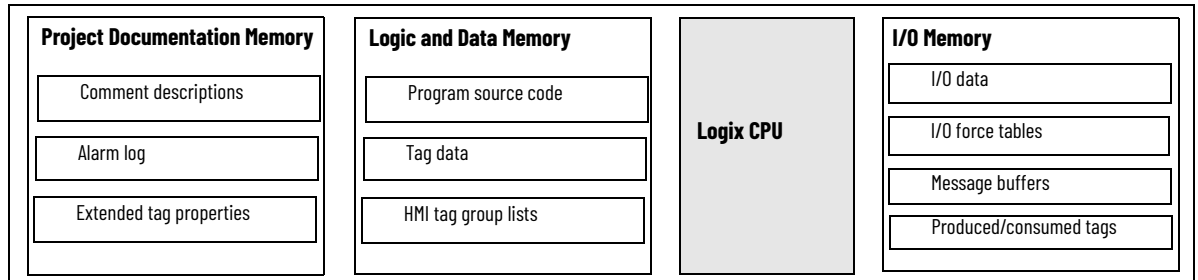 Project Documentation Memory
Comment descriptions
Alarm log
Extended tag properties
Logic and Data Memory
Program source code
Tag data
HMI tag group lists
Logix CPU
I/O Memory
I/O data
I/O force tables
Message buffers
Produced/consumed tags